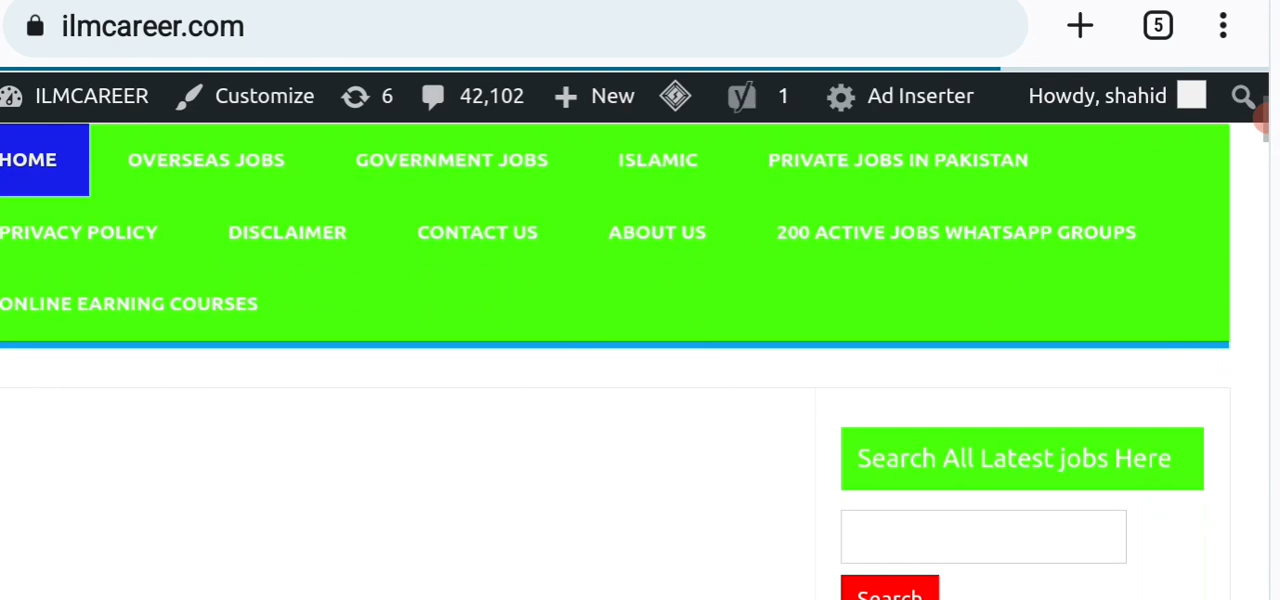 ilmcareer.com 5
ILMCAREER Customize 6 42,102 New 1 Ad Inserter Howdy, shahid
HOME OVERSEAS JOBS GOVERNMENT JOBS ISLAMIC PRIVATE JOBS IN PAKISTAN
PRIVACY POLICY DISCLAIMER CONTACT US ABOUT US 200 ACTIVE JOBS WHATSAPP GROUPS
ONLINE EARNING COURSES
Search All Latest jobs Here
Search